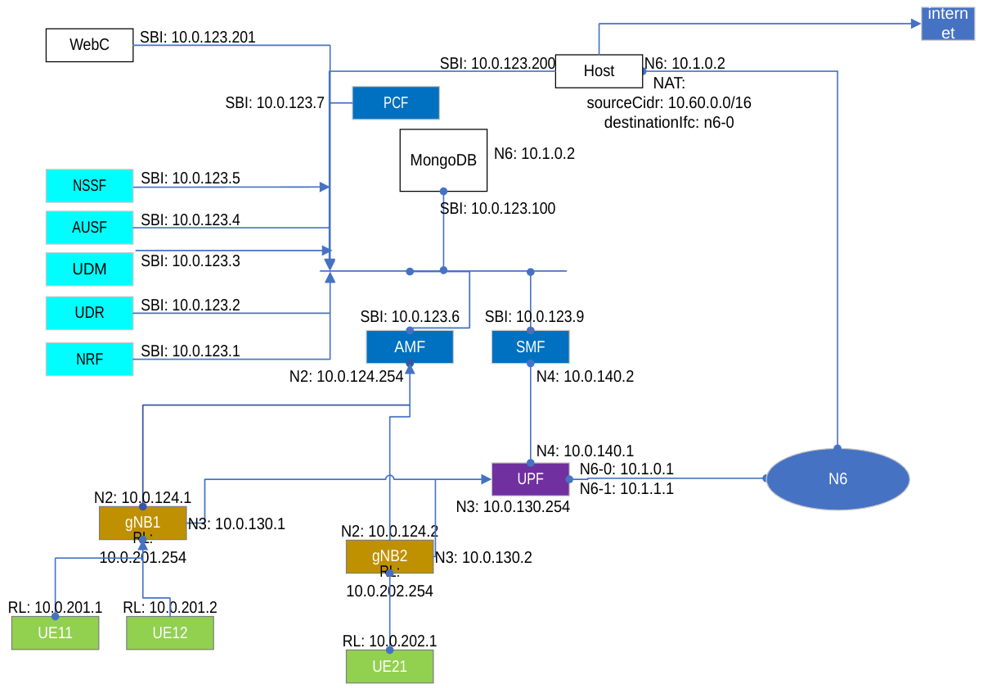 intern
et
WebC
SBI: 10.0.123.201
SBI: 10.0.123.200
Host
N6: 10.1.0.2
NAT:
sourceCidr: 10.60.0.0/16
destinationIfc: n6-0
SBI: 10.0.123.7
PCF
MongoDB
N6: 10.1.0.2
SBI: 10.0.123.100
NSSF
SBI: 10.0.123.5
AUSF
SBI: 10.0.123.4
UDM
SBI: 10.0.123.3
UDR
SBI: 10.0.123.2
NRF
SBI: 10.0.123.1
SBI: 10.0.123.6
AMF
N2: 10.0.124.254
SBI: 10.0.123.9
SMF
N4: 10.0.140.2
N4: 10.0.140.1
UPF
N6-0: 10.1.0.1
N6-1: 10.1.1.1
N3: 10.0.130.254
N6
N2: 10.0.124.1
gNB1
N3: 10.0.130.1
RL:
10.0.201.254
N2: 10.0.124.2
gNB2
N3: 10.0.130.2
RL:
10.0.202.254
RL: 10.0.201.1
UE11
RL: 10.0.201.2
UE12
RL: 10.0.202.1
UE21